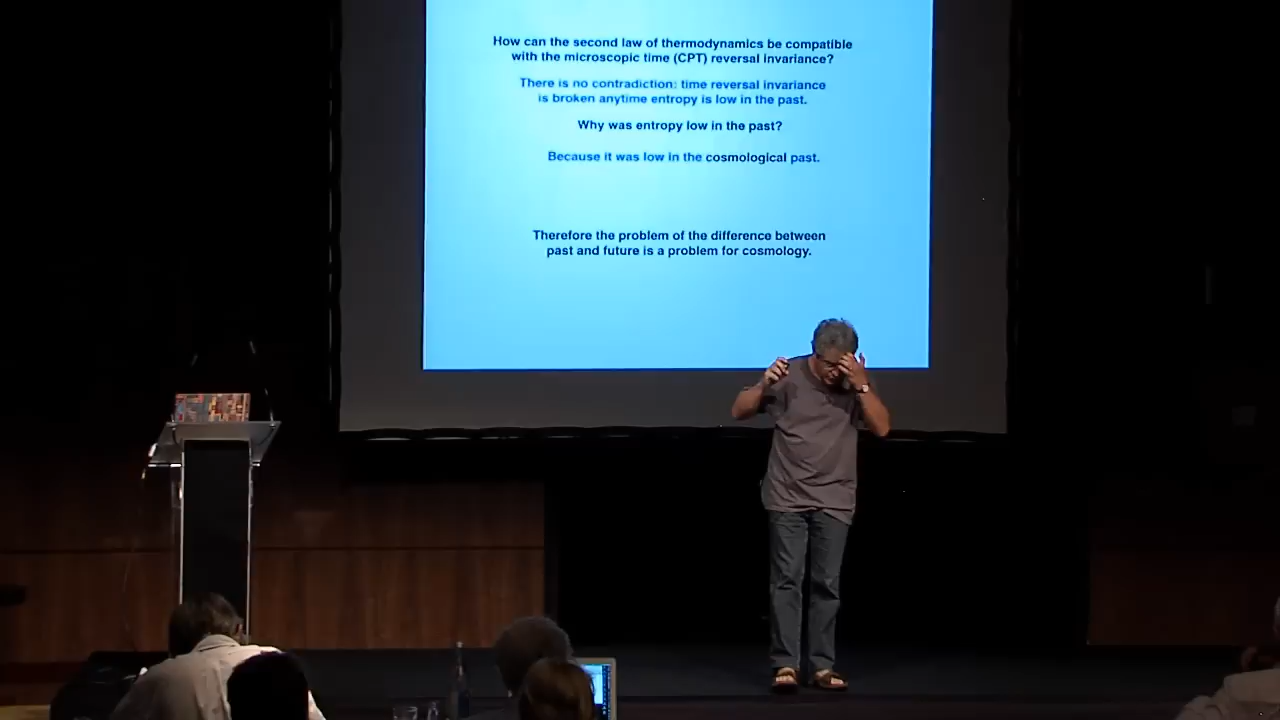 How can the second law of thermodynamics be compatible
with the microscopic time (CPT) reversal invariance?
There is no contradiction: time reversal invariance
is broken anytime entropy is low in the past.
Why was entropy low in the past?
Because it was low in the cosmological past.
Therefore the problem of the difference between
past and future is a problem for cosmology.